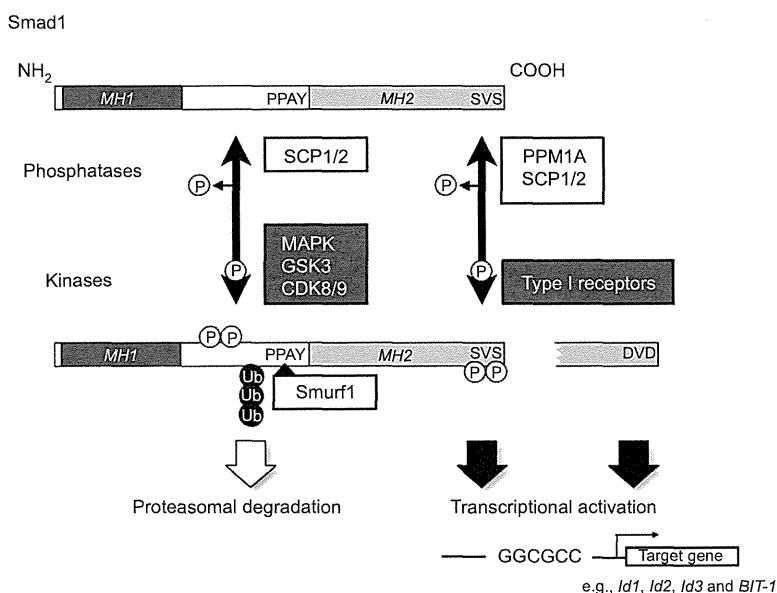 Smad1
NH2 COOH
MH1 PPAY MH2 SVS
Phosphatases
SCP1/2
PPM1A
SCP1/2
P P
Kinases
P P
MAPK
GSK3
CDK8/9
Type I receptors
P P
MH1 PPAY MH2 SVS DVD
P P
Ub
Ub
Ub
Smurf1
Proteasomal degradation Transcriptional activation
GGCGCC Target gene
e.g., Id1, Id2, Id3 and BIT-1